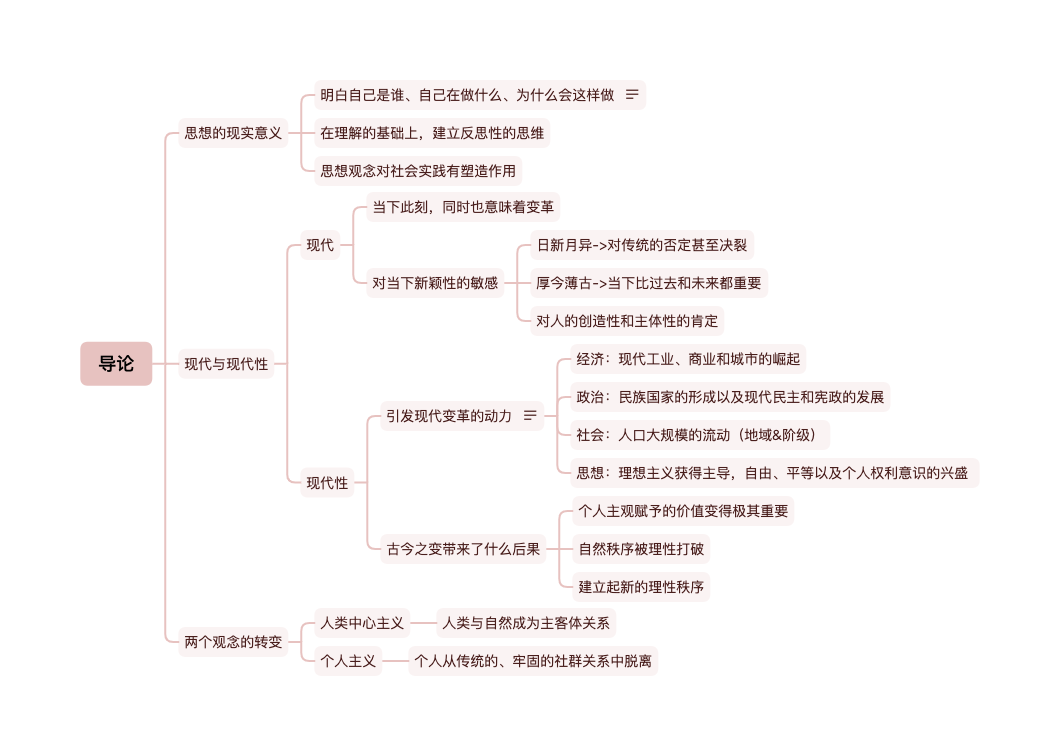 导论
思想的现实意义
明白自己是谁、自己在做什么、为什么会这样做
在理解的基础上，建立反思性的思维
思想观念对社会实践有塑造作用
现代与现代性
现代
当下此刻，同时也意味着变革
对当下新颖性的敏感
日新月异->对传统的否定甚至决裂
厚今薄古->当下比过去和未来都重要
对人的创造性和主体性的肯定
现代性
引发现代变革的动力
经济：现代工业、商业和城市的崛起
政治：民族国家的形成以及现代民主和宪政的发展
社会：人口大规模的流动（地域&阶级）
思想：理想主义获得主导，自由、平等以及个人权利意识的兴盛
古今之变带来了什么后果
个人主观赋予的价值变得极其重要
自然秩序被理性打破
建立起新的理性秩序
两个观念的转变
人类中心主义
人类与自然成为主客体关系
个人主义
个人从传统的、牢固的社群关系中脱离